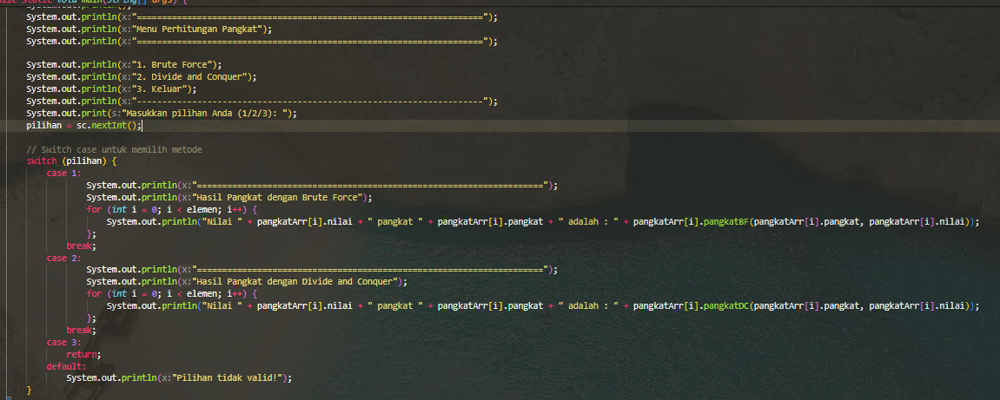 public static void main(String[] args) {
System.out.println();
System.out.println(x:"=====================================================================");
System.out.println(x:"Menu Perhitungan Pangkat");
System.out.println(x:"=====================================================================");
System.out.println(x:"1. Brute Force");
System.out.println(x:"2. Divide and Conquer");
System.out.println(x:"3. Keluar");
System.out.println(x:"---------------------------------------------------------------------");
System.out.print(s:"Masukkan pilihan Anda (1/2/3): ");
pilihan = sc.nextInt();
// Switch case untuk memilih metode
switch (pilihan) {
case 1:
System.out.println(x:"=====================================================================");
System.out.println(x:"Hasil Pangkat dengan Brute Force");
for (int i = 0; i < elemen; i++) {
System.out.println("Nilai " + pangkatArr[i].nilai + " pangkat " + pangkatArr[i].pangkat + " adalah : " + pangkatArr[i].pangkatBF(pangkatArr[i].pangkat, pangkatArr[i].nilai));
};
break;
case 2:
System.out.println(x:"=====================================================================");
System.out.println(x:"Hasil Pangkat dengan Divide and Conquer");
for (int i = 0; i < elemen; i++) {
System.out.println("Nilai " + pangkatArr[i].nilai + " pangkat " + pangkatArr[i].pangkat + " adalah : " + pangkatArr[i].pangkatDC(pangkatArr[i].pangkat, pangkatArr[i].nilai));
};
break;
case 3:
return;
default:
System.out.println(x:"Pilihan tidak valid!");
}